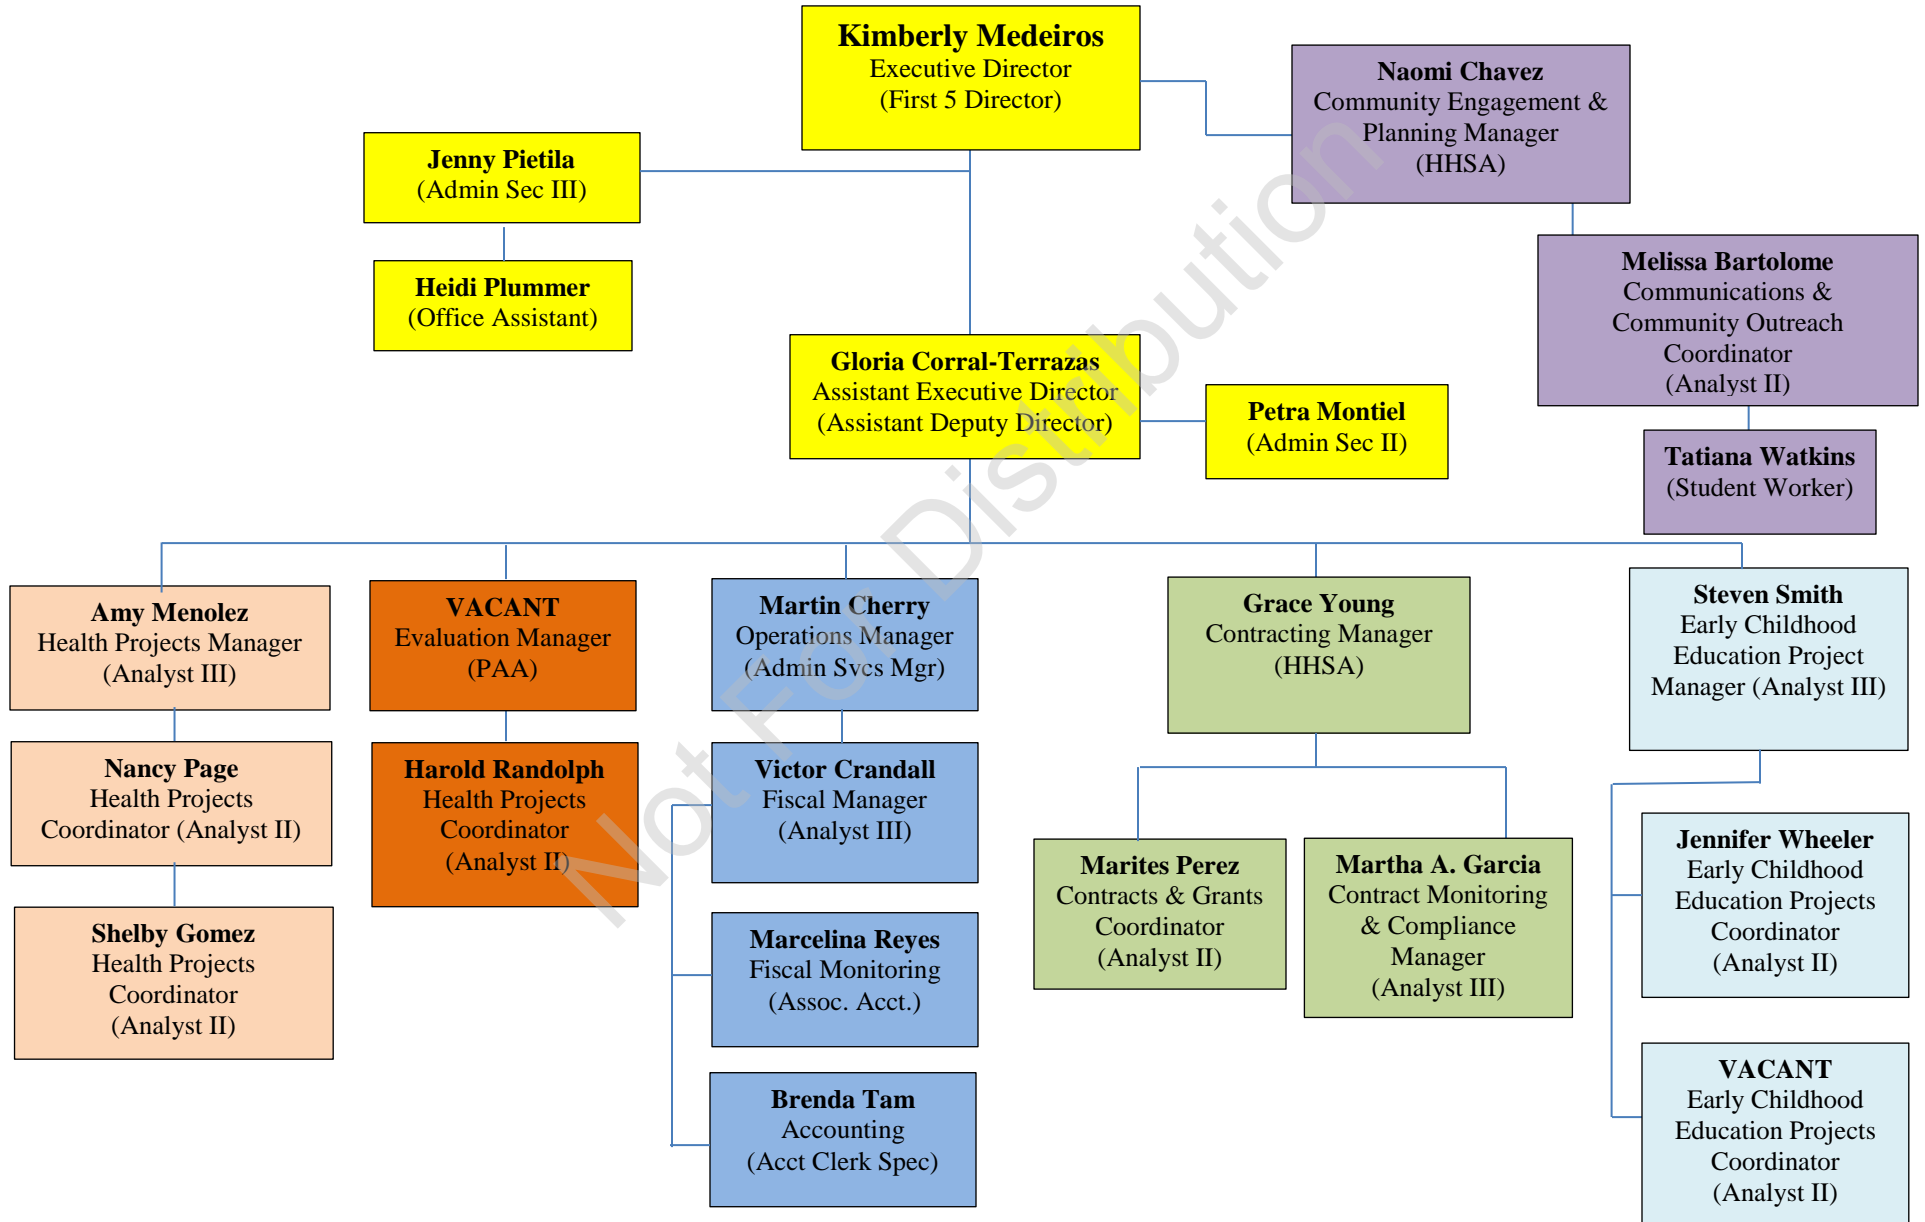 Kimberly Medeiros
Executive Director
(First 5 Director)
Naomi Chavez
Community Engagement &
Planning Manager
(HHSA)
Jenny Pietila
(Admin Sec III)
Heidi Plummer
(Office Assistant)
Melissa Bartolome
Communications &
Community Outreach
Coordinator
(Analyst II)
Gloria Corral-Terrazas
Assistant Executive Director
(Assistant Deputy Director)
Petra Montiel
(Admin Sec II)
Tatiana Watkins
(Student Worker)
Amy Menolez
Health Projects Manager
(Analyst III)
VACANT
Evaluation Manager
(PAA)
Martin Cherry
Operations Manager
(Admin Svcs Mgr)
Grace Young
Contracting Manager
(HHSA)
Steven Smith
Early Childhood
Education Project
Manager (Analyst III)
Nancy Page
Health Projects
Coordinator (Analyst II)
Harold Randolph
Health Projects
Coordinator
(Analyst II)
Victor Crandall
Fiscal Manager
(Analyst III)
Marites Perez
Contracts & Grants
Coordinator
(Analyst II)
Martha A. Garcia
Contract Monitoring
& Compliance
Manager
(Analyst III)
Jennifer Wheeler
Early Childhood
Education Projects
Coordinator
(Analyst II)
Shelby Gomez
Health Projects
Coordinator
(Analyst II)
Marcelina Reyes
Fiscal Monitoring
(Assoc. Acct.)
Brenda Tam
Accounting
(Acct Clerk Spec)
VACANT
Early Childhood
Education Projects
Coordinator
(Analyst II)
Not For Distribution